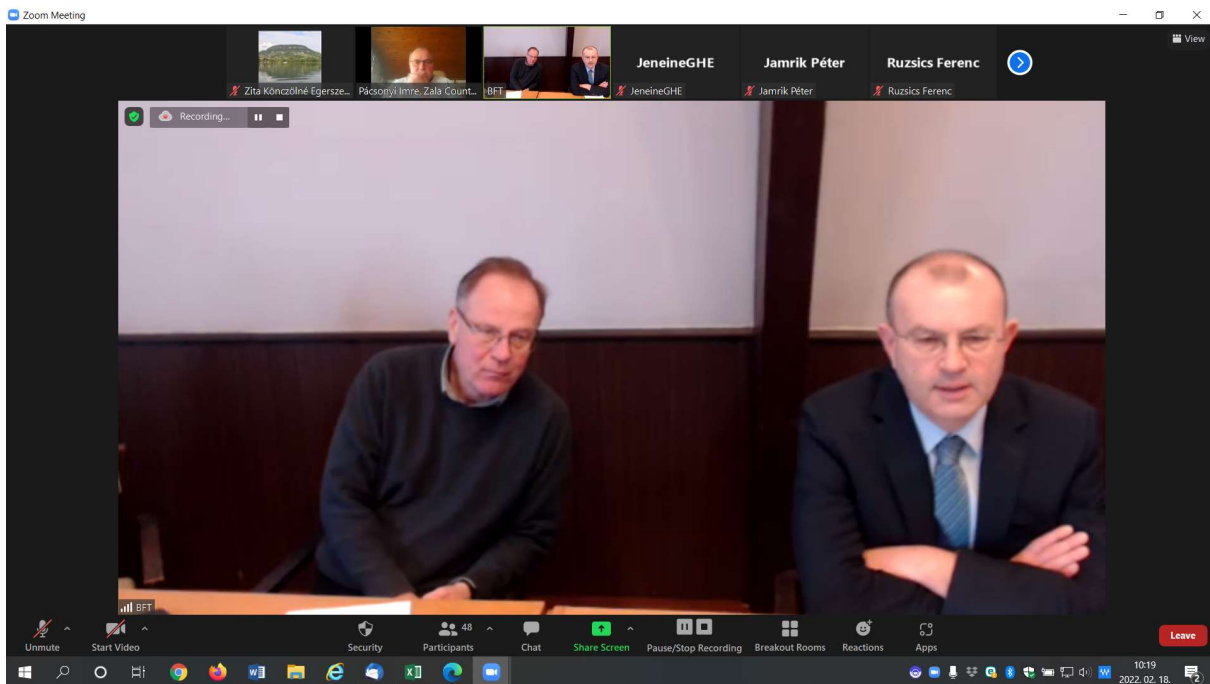 Zoom Meeting
View
JeneineGHE
Jamrik Péter
Ruzsics Ferenc
Zita Könczölné Egersze...
Pácsonyi Imre, Zala Count...
BFT
JeneineGHE
Jamrik Péter
Ruzsics Ferenc
Recording...
BFT
48
Unmute
Start Video
Security
Participants
Chat
Share Screen
Pause/Stop Recording
Breakout Rooms
Reactions
Apps
Leave
10:19
2022. 02. 18.
2